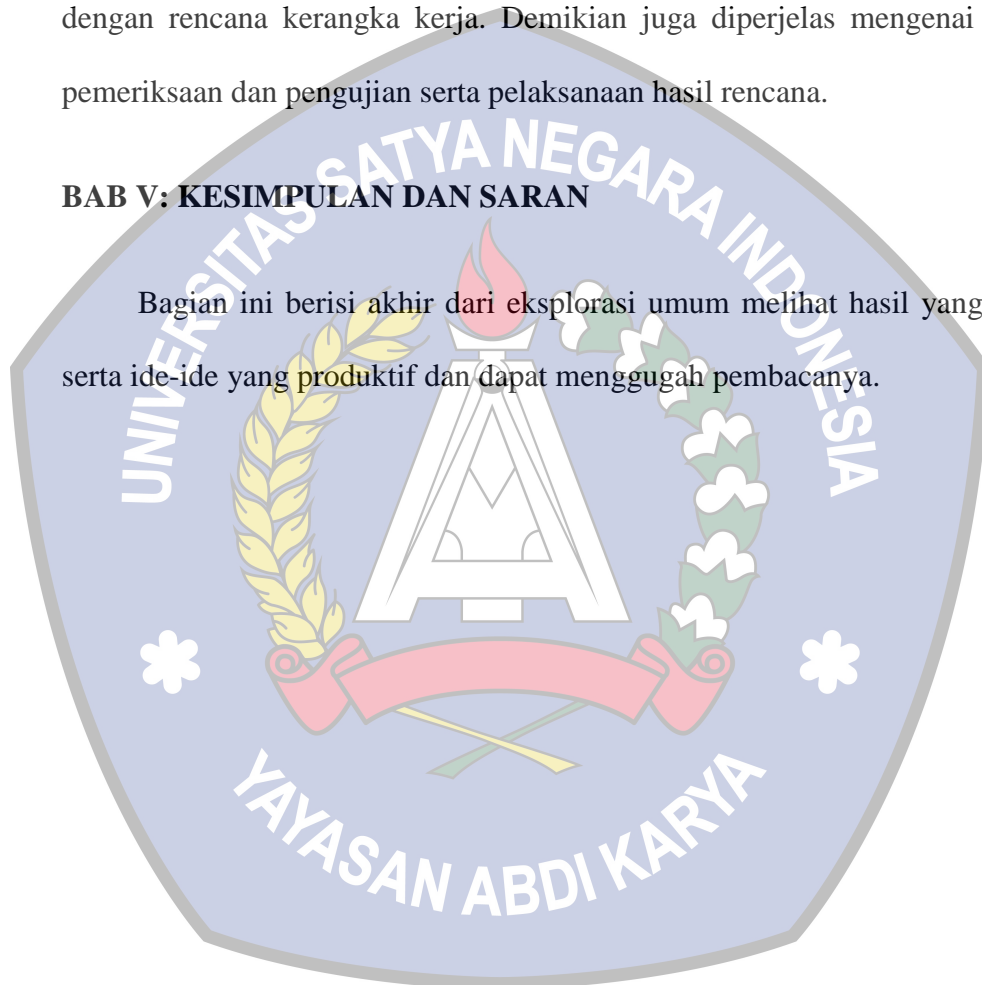 dengan rencana kerangka kerja. Demikian juga diperjelas mengenai
pemeriksaan dan pengujian serta pelaksanaan hasil rencana.
BAB V: KESIMPULAN DAN SARAN
Bagian ini berisi akhir dari eksplorasi umum melihat hasil yang
serta ide-ide yang produktif dan dapat menggugah pembacanya.
UNIVERSITAS SATYA NEGARA INDONESIA
YAYASAN ABDI KARYA